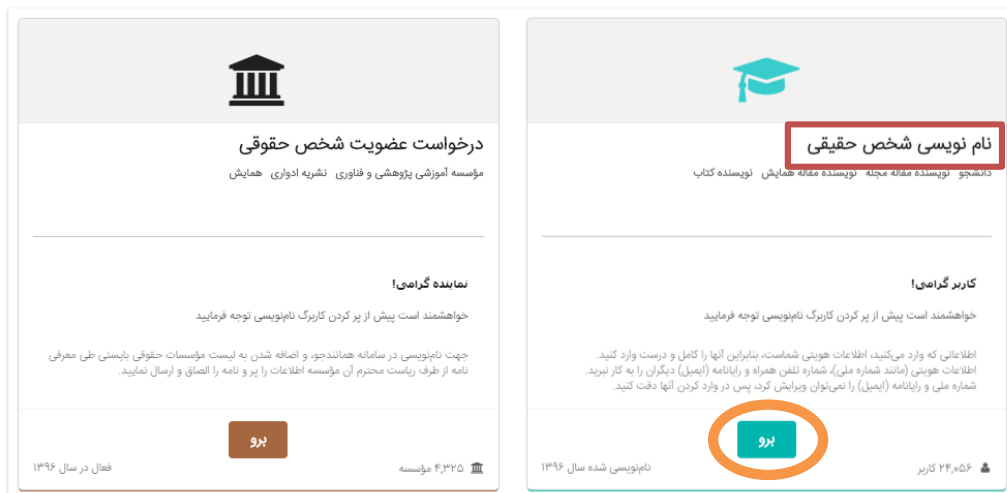 نام نویسی شخص حقیقی
دانشجو نویسنده مقاله مجله نویسنده مقاله همایش نویسنده کتاب
کاربر گرامی!
خواهشمند است پیش از پر کردن کاربرگ نام‌نویسی توجه فرمایید
اطلاعاتی که وارد می‌کنید، اطلاعات هویتی شماست، بنابراین آنها را کامل و درست وارد کنید.
اطلاعات هویتی (مانند شماره ملی)، شماره تلفن همراه و رایانامه (ایمیل) دیگران را به کار نبرید.
شماره ملی و رایانامه (ایمیل) را نمی‌توان ویرایش کرد، پس در وارد کردن آنها دقت کنید.
برو
۲۴,۰۵۶ کاربر
نام‌نویسی شده سال ۱۳۹۶
درخواست عضویت شخص حقوقی
مؤسسه آموزشی پژوهشی و فناوری نشریه ادواری همایش
نماینده گرامی!
خواهشمند است پیش از پر کردن کاربرگ نام‌نویسی توجه فرمایید
جهت نام‌نویسی در سامانه همانندجو، و اضافه شدن به لیست مؤسسات حقوقی بایستی طی معرفی
نامه از طرف ریاست محترم آن مؤسسه اطلاعات را پر و نامه را الصاق و ارسال نمایید.
برو
۴,۳۲۵ مؤسسه
فعال در سال ۱۳۹۶